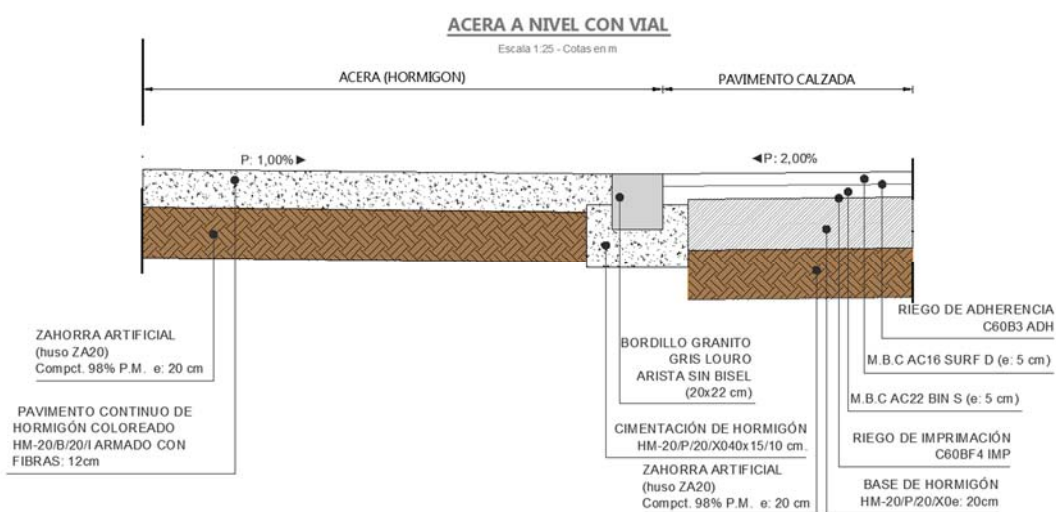 ACERA A NIVEL CON VIAL
Escala 1:25 - Cotas en m
ACERA (HORMIGON)
PAVIMENTO CALZADA
P: 1,00%
P: 2,00%
ZAHORRA ARTIFICIAL
(huso ZA20)
Compct. 98% P.M. e: 20 cm
PAVIMENTO CONTINUO DE
HORMIGÓN COLOREADO
HM-20/B/20/I ARMADO CON
FIBRAS: 12cm
BORDILLO GRANITO
GRIS LOURO
ARISTA SIN BISEL
(20x22 cm)
CIMENTACIÓN DE HORMIGÓN
HM-20/P/20/X040x15/10 cm.
ZAHORRA ARTIFICIAL
(huso ZA20)
Compct. 98% P.M. e: 20 cm
RIEGO DE ADHERENCIA
C60B3 ADH
M.B.C AC16 SURF D (e: 5 cm)
M.B.C AC22 BIN S (e: 5 cm)
RIEGO DE IMPRIMACIÓN
C60BF4 IMP
BASE DE HORMIGÓN
HM-20/P/20/X0e: 20cm